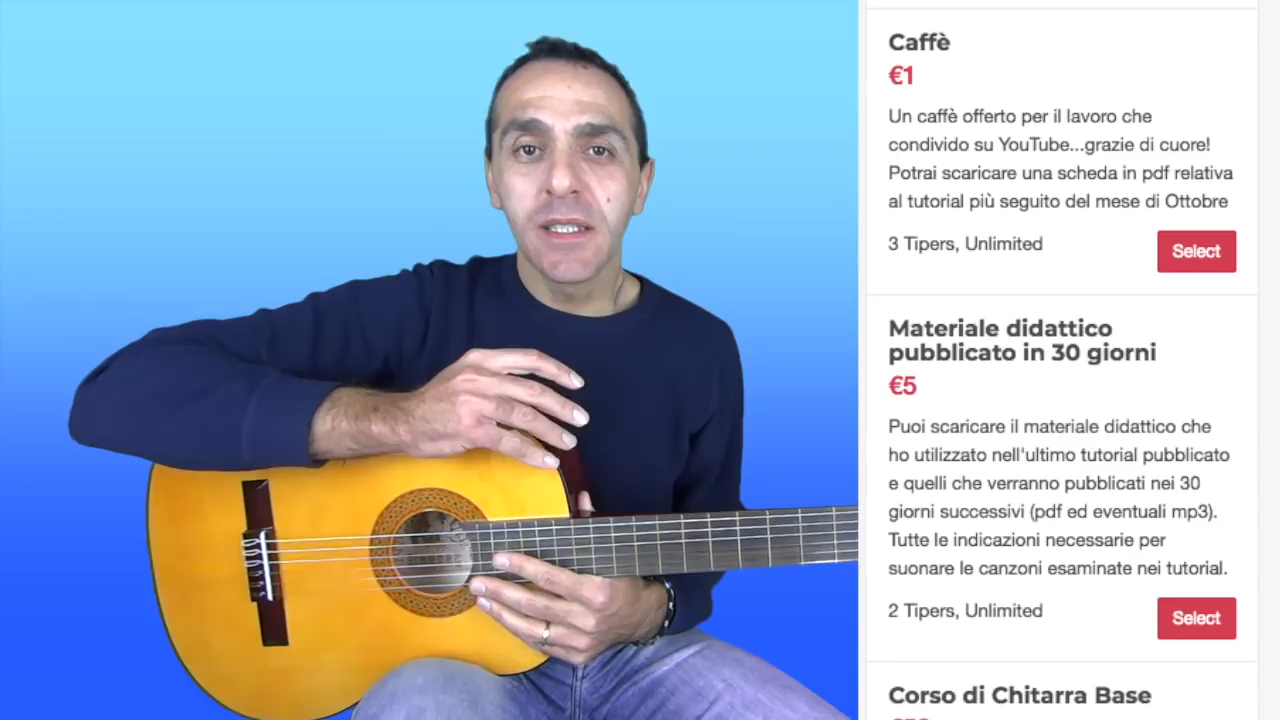 Caffè
€1
Un caffè offerto per il lavoro che
condivido su YouTube...grazie di cuore!
Potrai scaricare una scheda in pdf relativa
al tutorial più seguito del mese di Ottobre
3 Tipers, Unlimited
Select
Materiale didattico
pubblicato in 30 giorni
€5
Puoi scaricare il materiale didattico che
ho utilizzato nell'ultimo tutorial pubblicato
e quelli che verranno pubblicati nei 30
giorni successivi (pdf ed eventuali mp3).
Tutte le indicazioni necessarie per
suonare le canzoni esaminate nei tutorial.
2 Tipers, Unlimited
Select
Corso di Chitarra Base